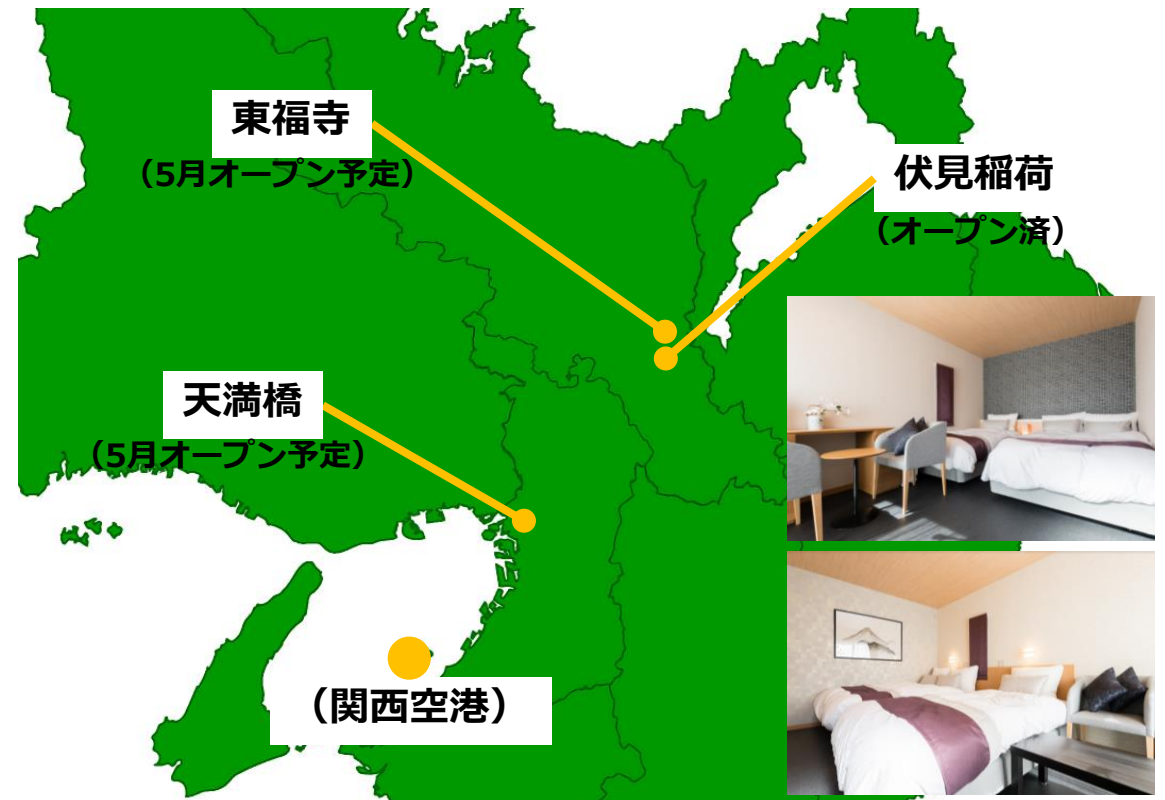 東福寺
（5月オープン予定）
伏見稲荷
（オープン済）
天満橋
（5月オープン予定）
（関西空港）